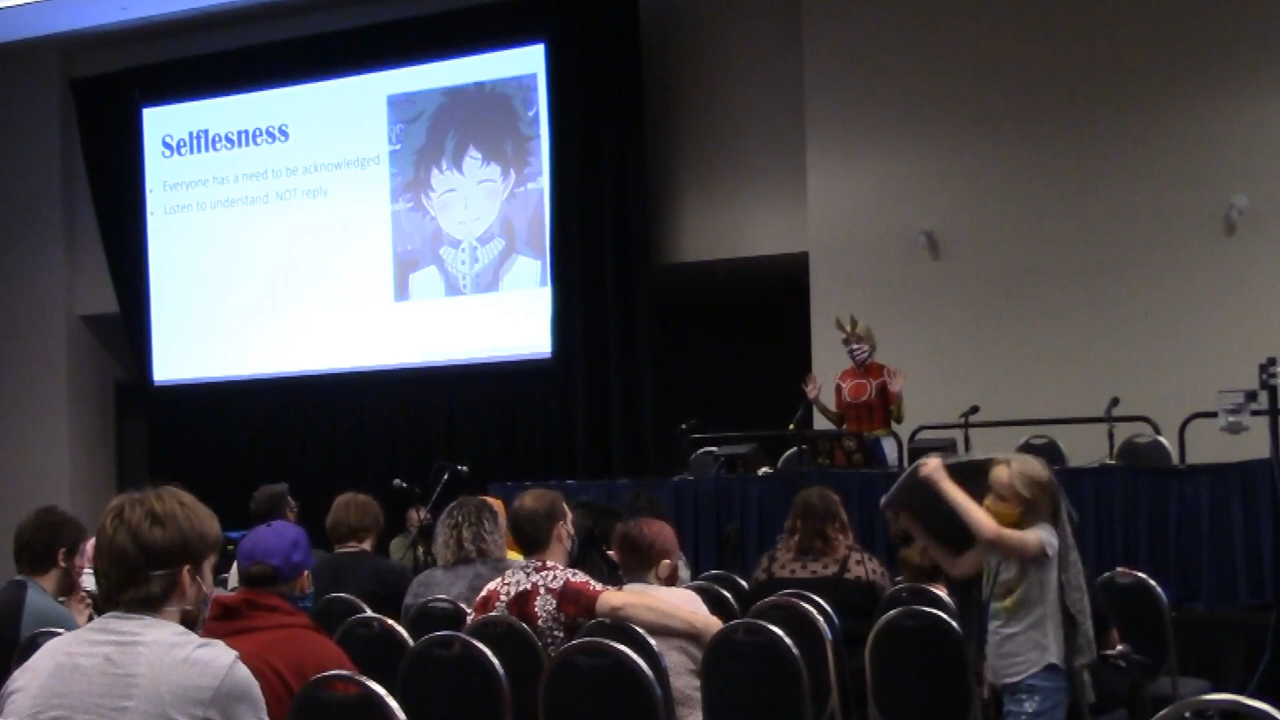 Selflesness
• Everyone has a need to be acknowledged
• Listen to understand, NOT reply